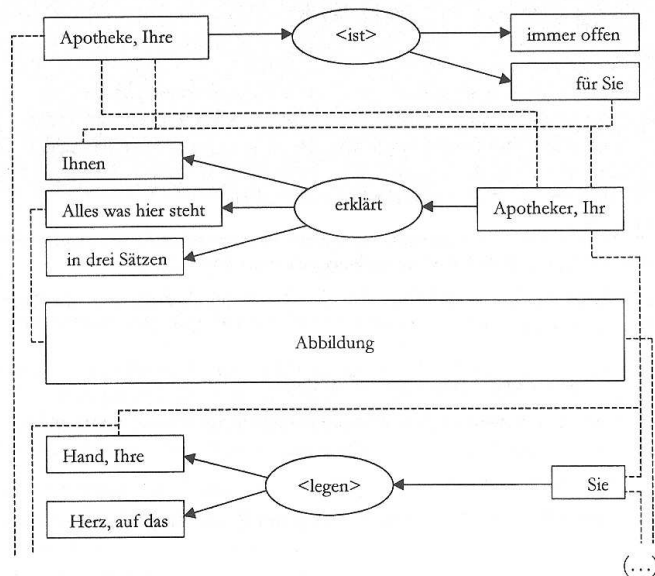 Apotheke, Ihre
<ist>
immer offen
für Sie
Ihnen
Alles was hier steht
erklärt
Apotheker, Ihr
in drei Sätzen
Abbildung
Hand, Ihre
<legen>
Sie
Herz, auf das
(...)